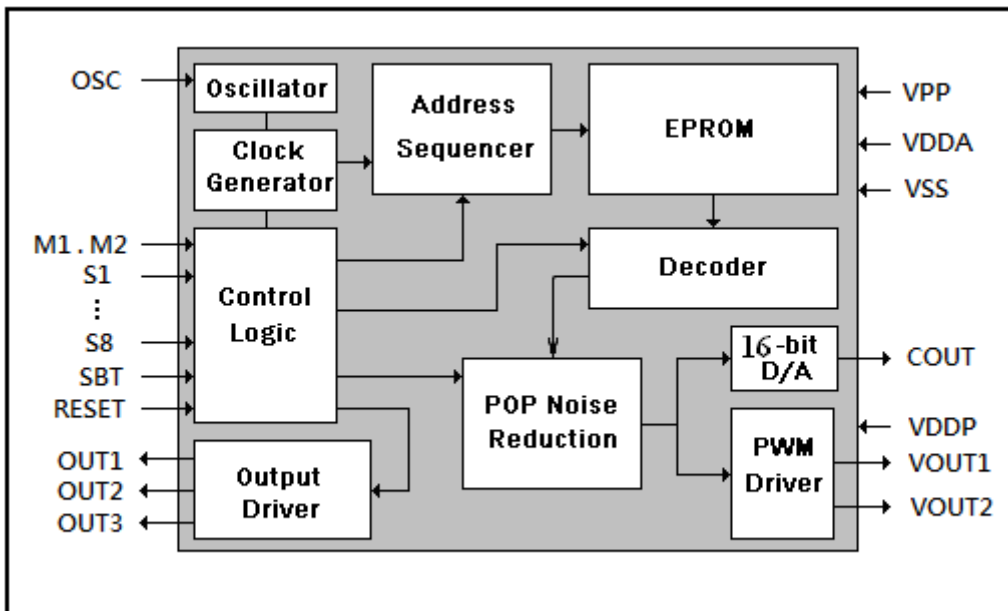 OSC
Oscillator
Clock
Generator
Address
Sequencer
EPROM
VPP
VDDA
VSS
M1 . M2
S1
⋮
S8
SBT
RESET
Control
Logic
Decoder
16-bit
D/A
COUT
POP Noise
Reduction
VDDP
PWM
Driver
VOUT1
VOUT2
OUT1
OUT2
OUT3
Output
Driver